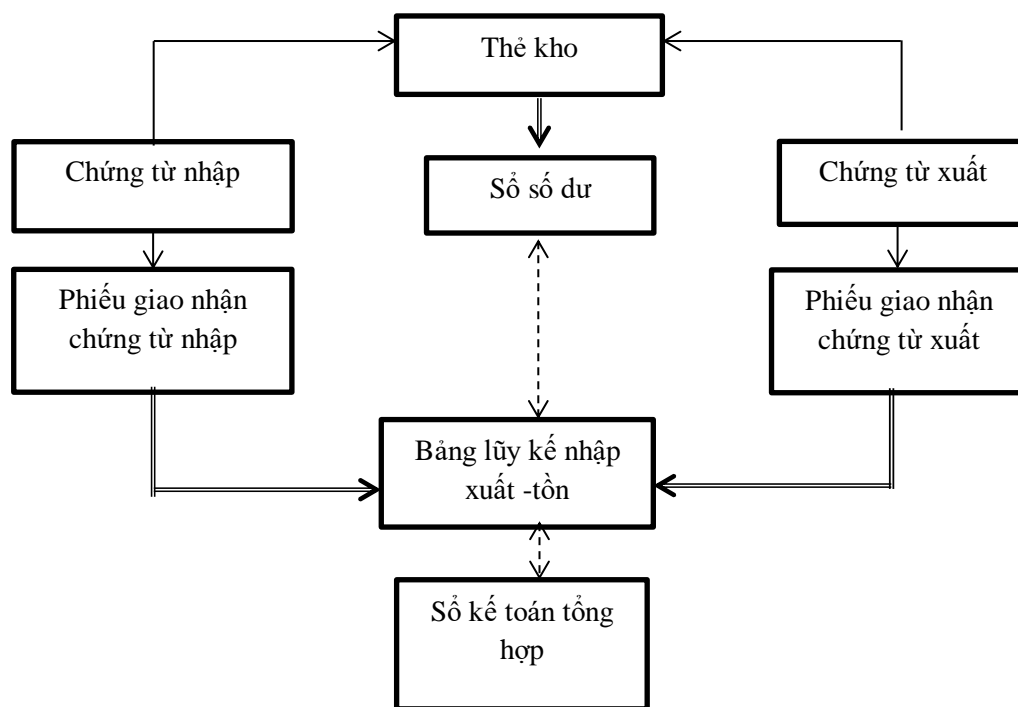 Thẻ kho
Chứng từ nhập
Sổ số dư
Chứng từ xuất
Phiếu giao nhận
chứng từ nhập
Phiếu giao nhận
chứng từ xuất
Bảng lũy kế nhập
xuất -tồn
Sổ kế toán tổng
hợp